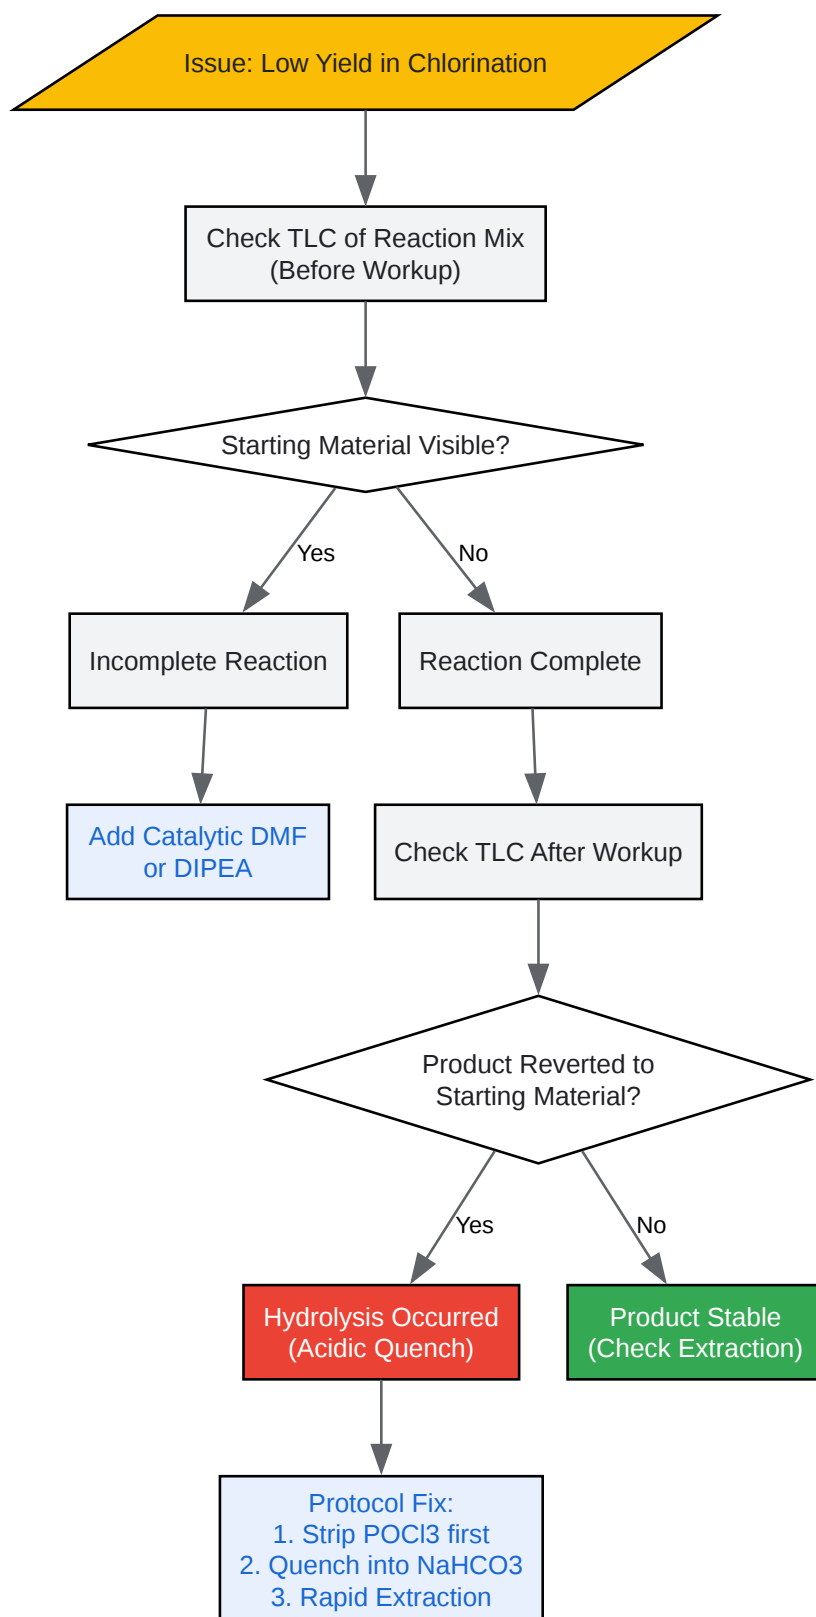 Issue: Low Yield in Chlorination
Check TLC of Reaction Mix
(Before Workup)
Starting Material Visible?
Yes
No
Incomplete Reaction
Reaction Complete
Add Catalytic DMF
or DIPEA
Check TLC After Workup
Product Reverted to
Starting Material?
Yes
No
Hydrolysis Occurred
(Acidic Quench)
Product Stable
(Check Extraction)
Protocol Fix:
1. Strip POCl3 first
2. Quench into NaHCO3
3. Rapid Extraction